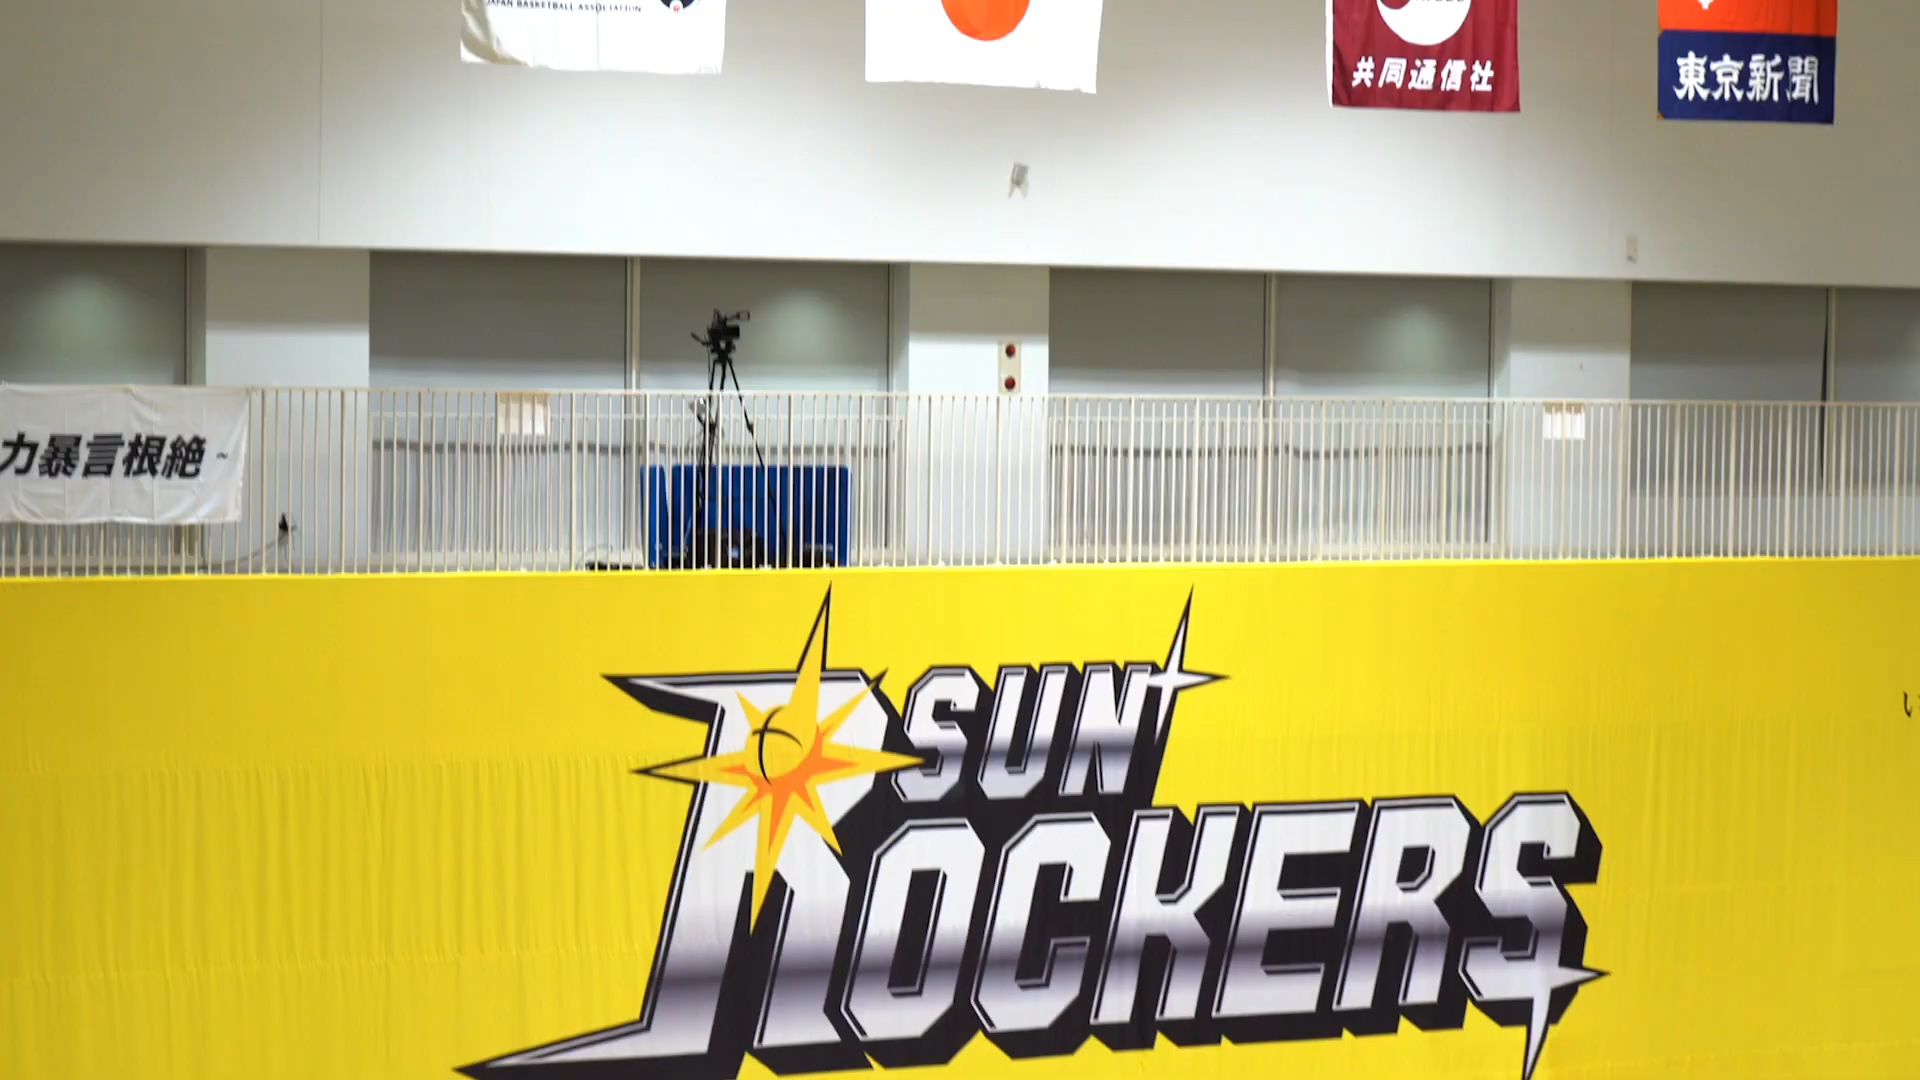 JAPAN BASKETBALL ASSOCIATION
共同通信社
東京新聞
力暴言根絶 ~
SUN
ROCKERS